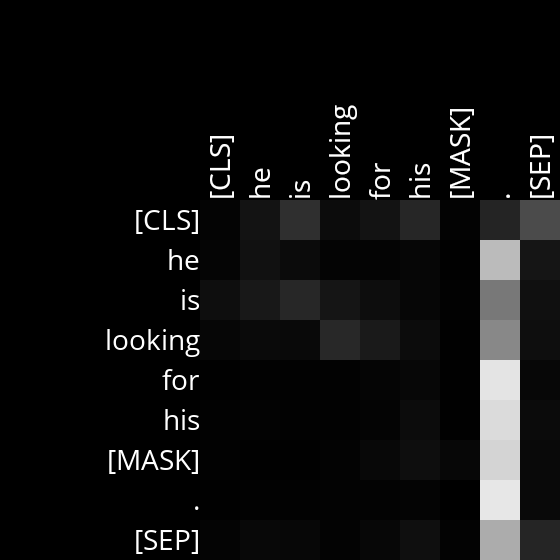 [CLS] he is looking for his [MASK] . [SEP]
[CLS]
he
is
looking
for
his
[MASK]
.
[SEP]